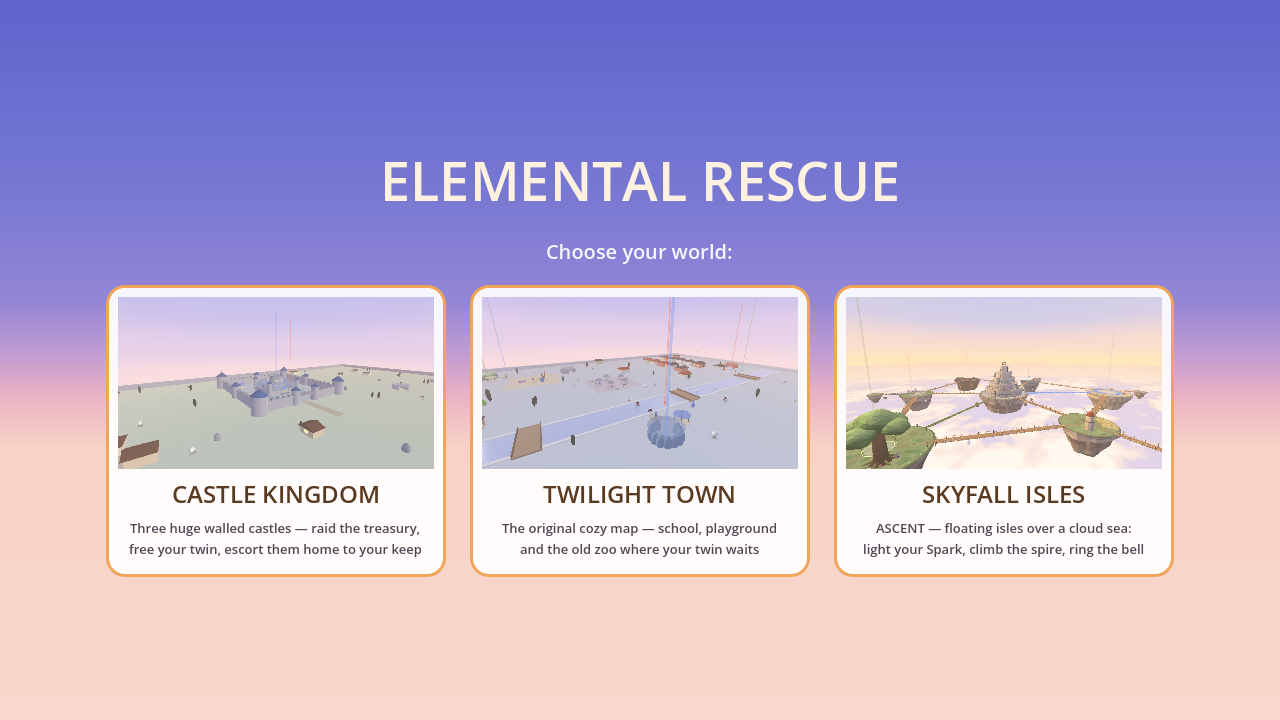 ELEMENTAL RESCUE
Choose your world:
CASTLE KINGDOM
Three huge walled castles — raid the treasury,
free your twin, escort them home to your keep
TWILIGHT TOWN
The original cozy map — school, playground
and the old zoo where your twin waits
SKYFALL ISLES
ASCENT — floating isles over a cloud sea:
light your Spark, climb the spire, ring the bell